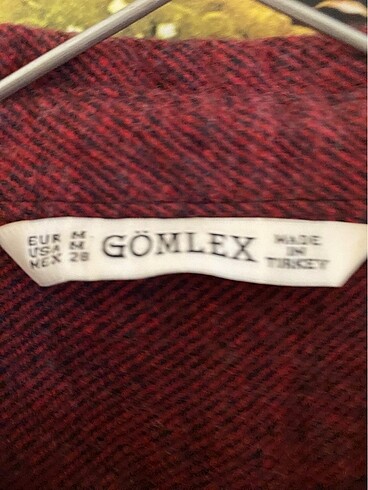 EUR M
USA M
MEX 28
GÖMLEX
MADE
IN
TURKEY